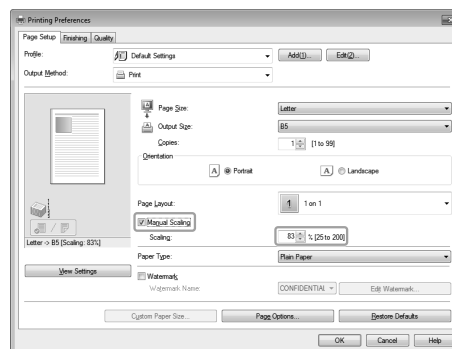 Printing Preferences
Page Setup Finishing Quality
Profile: Default Settings Add(1)... Edit(2)...
Output Method: Print
Page Size: Letter
Output Size: B5
Copies: 1 [1 to 99]
Orientation
A Portrait A Landscape
Page Layout: 1 1 on 1
Manual Scaling
Scaling: 83 % [25 to 200]
Letter -> B5 [Scaling: 83%]
Paper Type: Plain Paper
View Settings
Watermark
Watermark Name: CONFIDENTIAL Edit Watermark...
Custom Paper Size... Page Options... Restore Defaults
OK Cancel Help